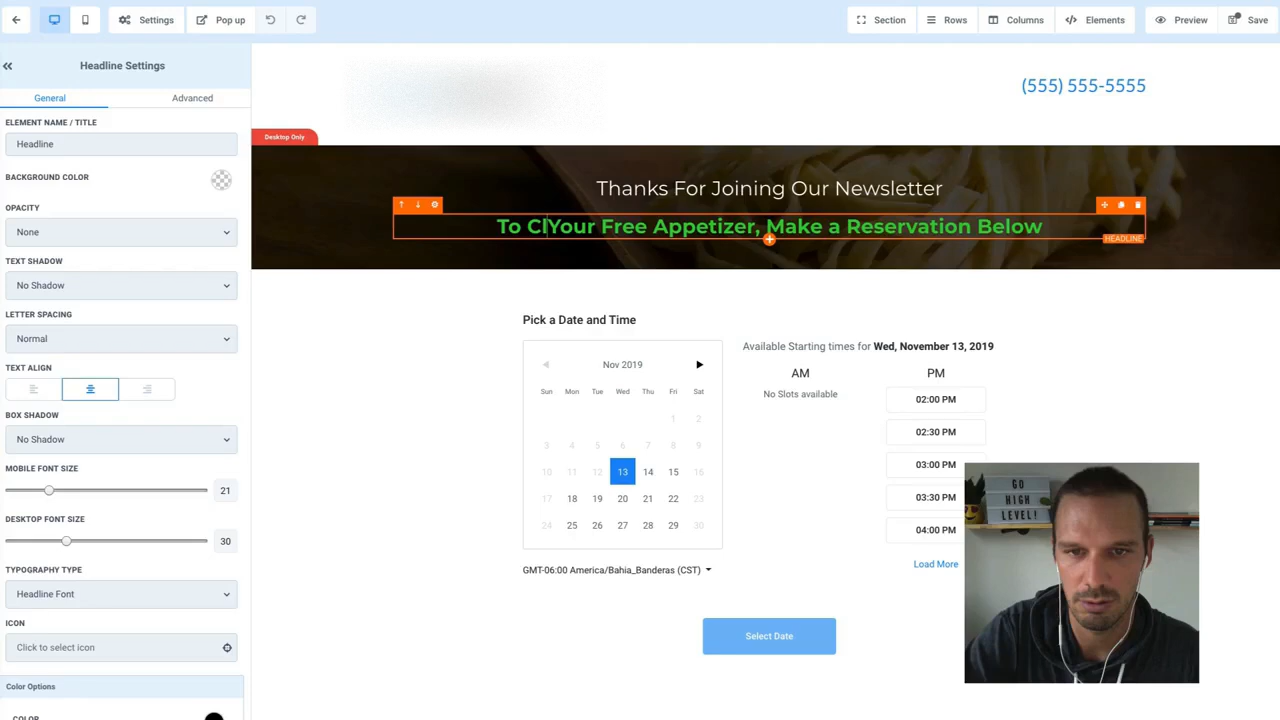 Settings
Pop up
Section
Rows
Columns
Elements
Preview
Save
Headline Settings
General
Advanced
ELEMENT NAME / TITLE
Headline
BACKGROUND COLOR
OPACITY
None
TEXT SHADOW
No Shadow
LETTER SPACING
Normal
TEXT ALIGN
BOX SHADOW
No Shadow
MOBILE FONT SIZE
21
DESKTOP FONT SIZE
30
TYPOGRAPHY TYPE
Headline Font
ICON
Click to select icon
Color Options
COLOR
(555) 555-5555
Desktop Only
Thanks For Joining Our Newsletter
To ClYour Free Appetizer, Make a Reservation Below
HEADLINE
Pick a Date and Time
Nov 2019
Sun Mon Tue Wed Thu Fri Sat
1 2
3 4 5 6 7 8 9
10 11 12 13 14 15 16
17 18 19 20 21 22 23
24 25 26 27 28 29 30
GMT-06:00 America/Bahia_Banderas (CST)
Available Starting times for Wed, November 13, 2019
AM
No Slots available
PM
02:00 PM
02:30 PM
03:00 PM
03:30 PM
04:00 PM
Load More
Select Date
GO
HIGH
LEVEL!